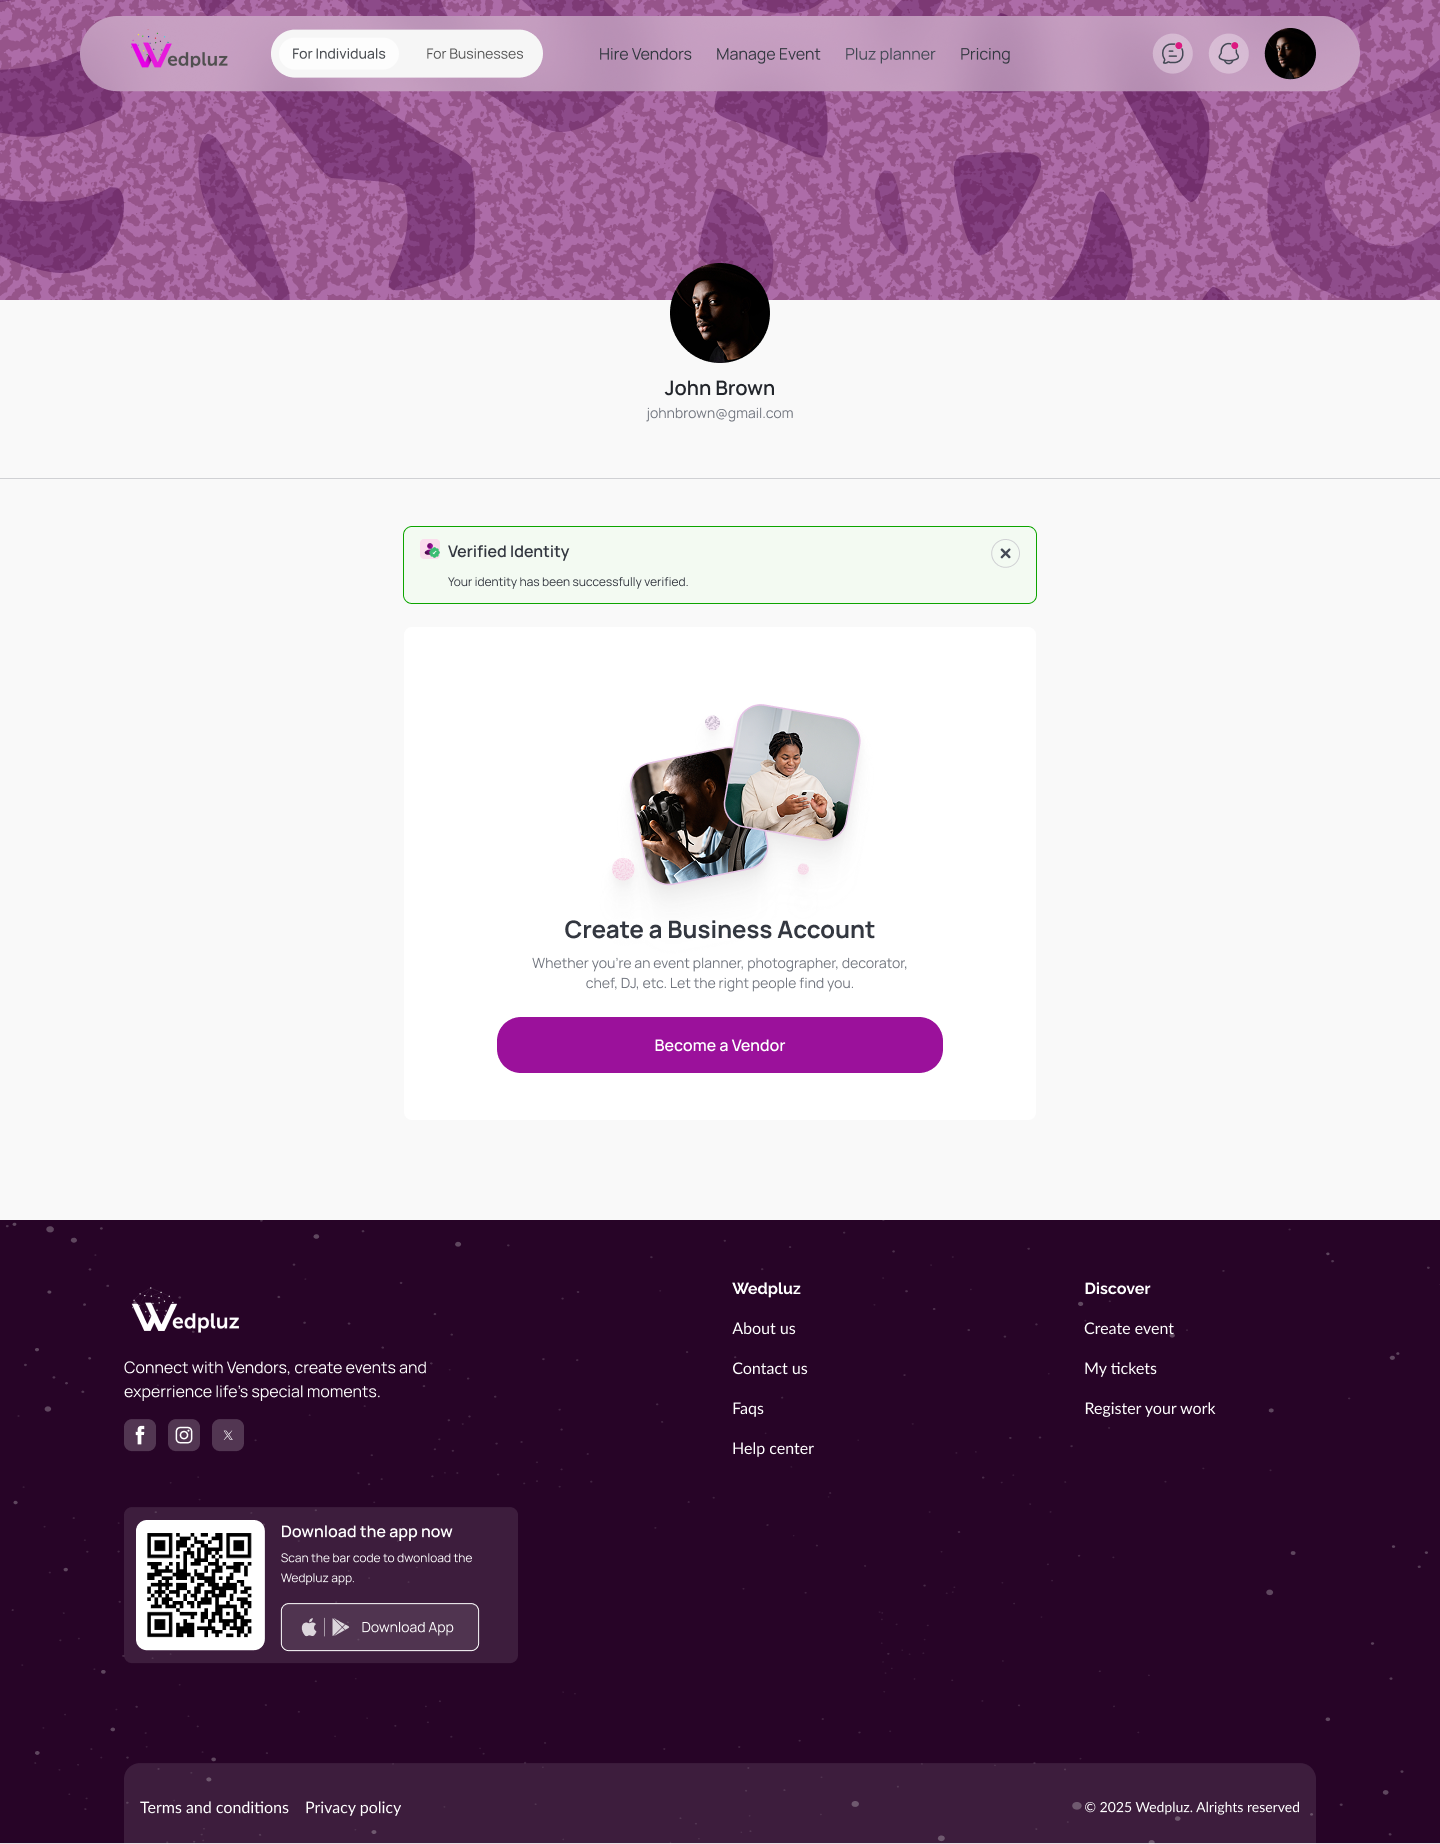 Wedpluz
For Individuals
For Businesses
Hire Vendors
Manage Event
Pluz planner
Pricing
John Brown
johnbrown@gmail.com
Verified Identity
Your identity has been successfully verified.
Create a Business Account
Whether you're an event planner, photographer, decorator,
chef, DJ, etc. Let the right people find you.
Become a Vendor
Wedpluz
Connect with Vendors, create events and
experrience life's special moments.
Download the app now
Scan the bar code to dwonload the
Wedpluz app.
Download App
Wedpluz
About us
Contact us
Faqs
Help center
Discover
Create event
My tickets
Register your work
Terms and conditions
Privacy policy
© 2025 Wedpluz. Alrights reserved